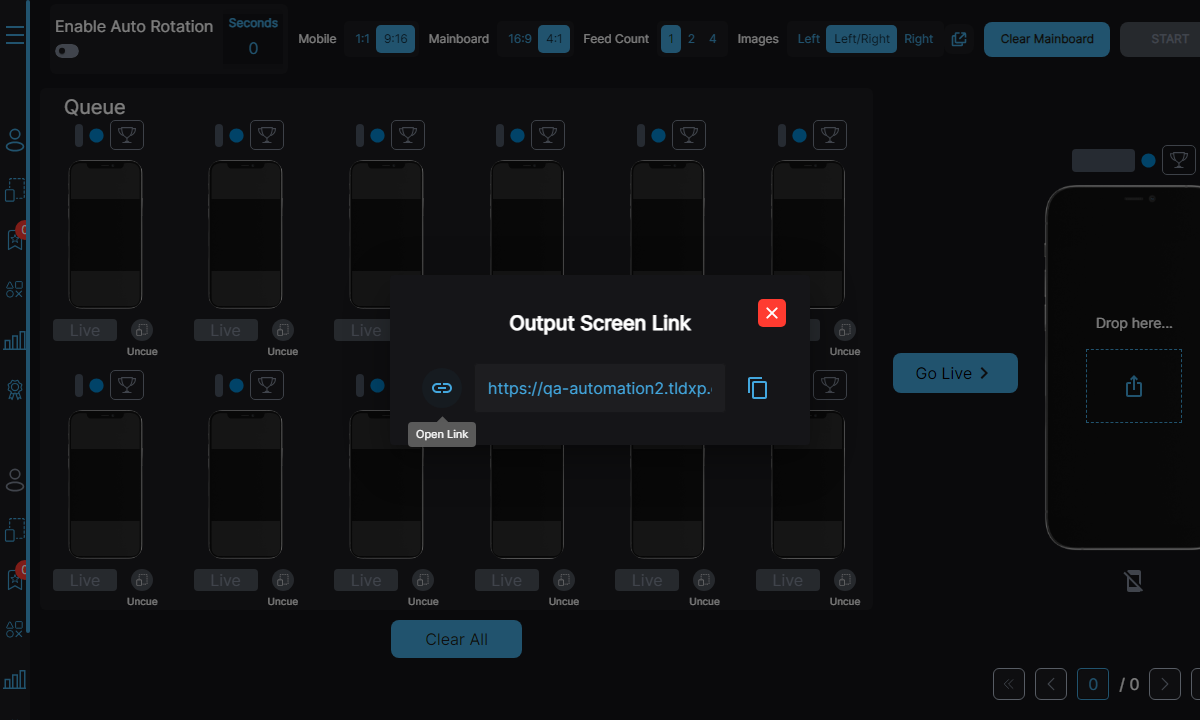 Enable Auto Rotation
Seconds
0
Mobile 1:1 9:16 Mainboard 16:9 4:1 Feed Count 1 2 4 Images Left Left/Right Right Clear Mainboard START
Queue
Live Live Live
Uncue Uncue Uncue
Output Screen Link
https://qa-automation2.tldxp.
Open Link
Drop here...
Go Live
Live Live Live Live Live Live
Uncue Uncue Uncue Uncue Uncue Uncue
Clear All
0 / 0